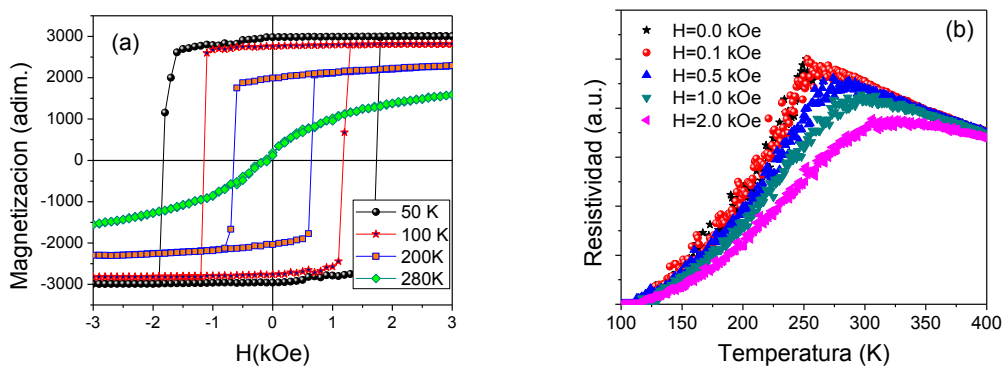 (a)
Magnetizacion (adim.)
3000
2000
1000
0
-1000
-2000
-3000
50 K
100 K
200K
280K
-3 -2 -1 0 1 2 3
H(kOe)
(b)
Resistividad (a.u.)
H=0.0 kOe
H=0.1 kOe
H=0.5 kOe
H=1.0 kOe
H=2.0 kOe
100 150 200 250 300 350 400
Temperatura (K)